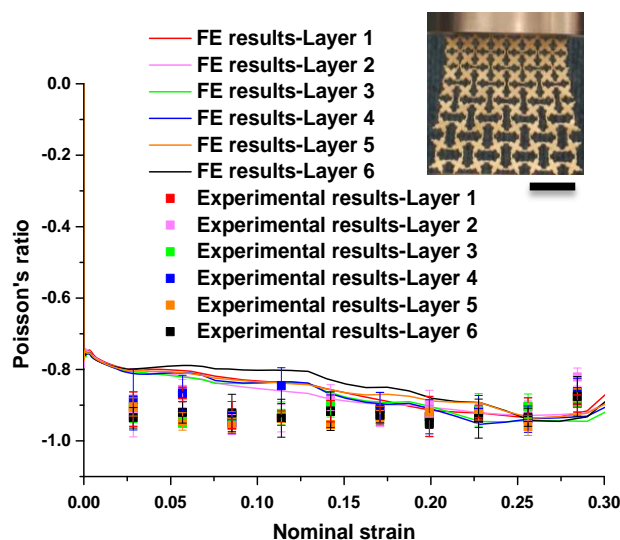 FE results-Layer 1
FE results-Layer 2
FE results-Layer 3
FE results-Layer 4
FE results-Layer 5
FE results-Layer 6
Experimental results-Layer 1
Experimental results-Layer 2
Experimental results-Layer 3
Experimental results-Layer 4
Experimental results-Layer 5
Experimental results-Layer 6
Poisson's ratio
0.0
-0.2
-0.4
-0.6
-0.8
-1.0
0.00 0.05 0.10 0.15 0.20 0.25 0.30
Nominal strain